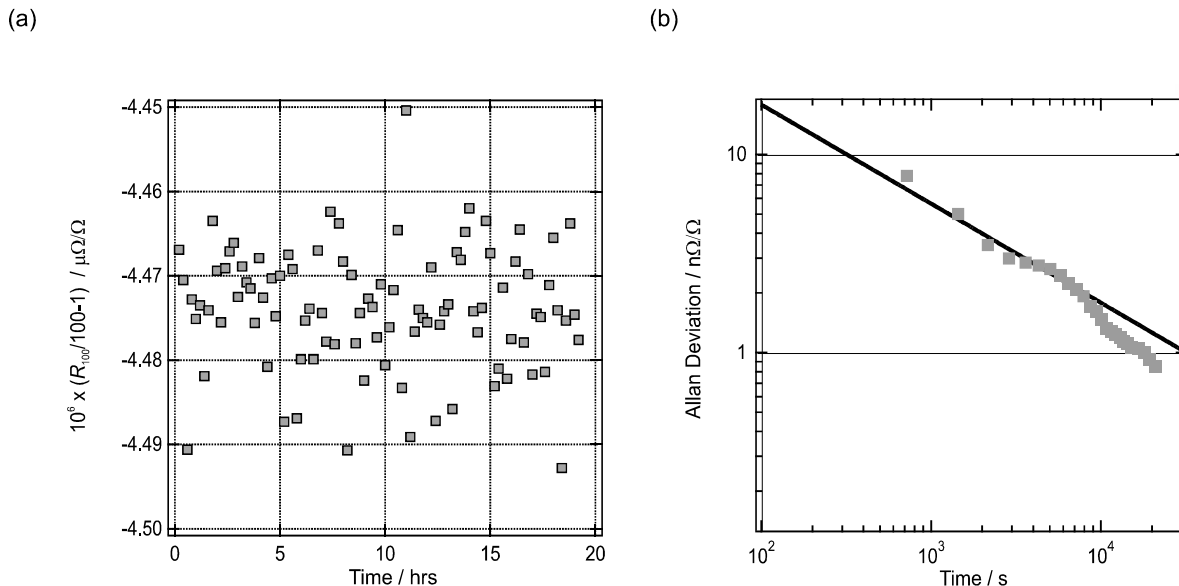 (a)
(b)
-4.45
-4.46
-4.47
-4.48
-4.49
-4.50
10⁶ x (R₁₀₀/100-1) / µΩ/Ω
0 5 10 15 20
Time / hrs
10
1
Allan Deviation / nΩ/Ω
10² 10³ 10⁴
Time / s